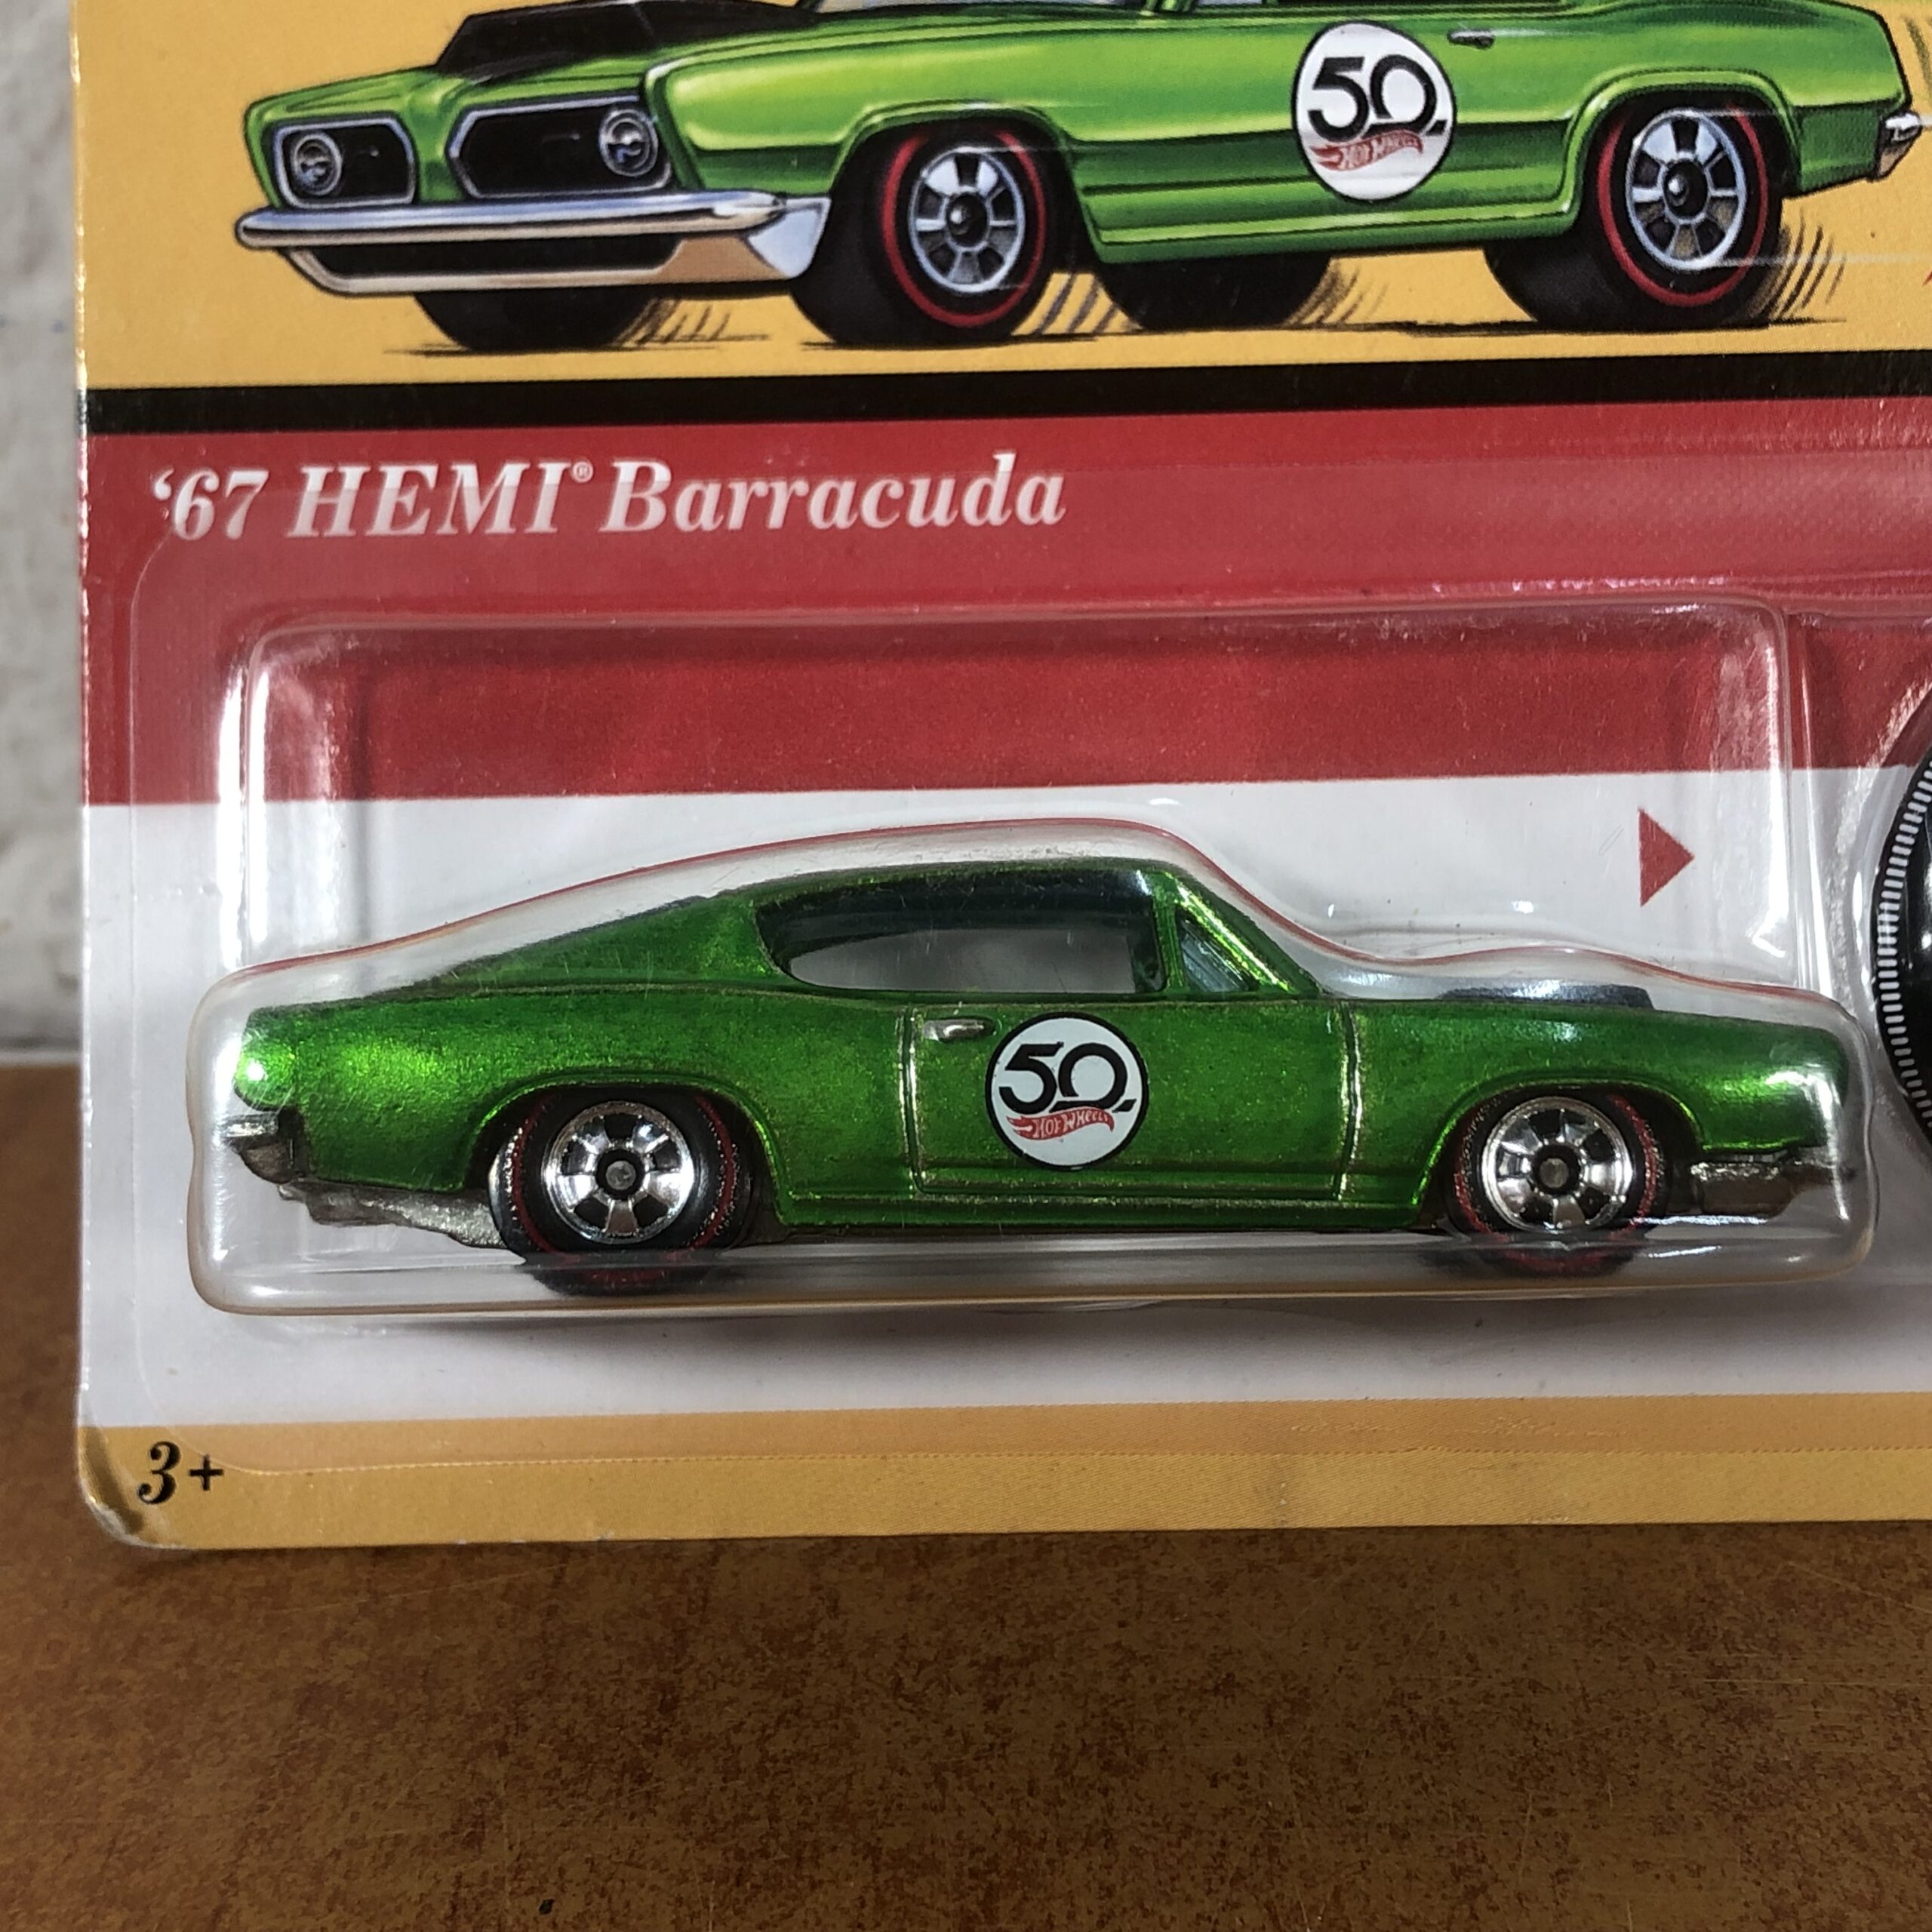 50
HOT WHEELS
‘67 HEMI® Barracuda
50
HOT WHEELS
3+